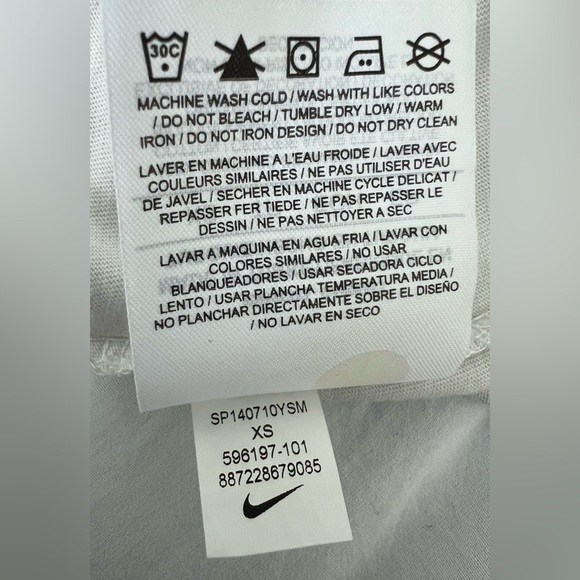 30C
MACHINE WASH COLD / WASH WITH LIKE COLORS
/ DO NOT BLEACH / TUMBLE DRY LOW / WARM
IRON / DO NOT IRON DESIGN / DO NOT DRY CLEAN
LAVER EN MACHINE A L'EAU FROIDE / LAVER AVEC
COULEURS SIMILAIRES / NE PAS UTILISER D'EAU
DE JAVEL / SECHER EN MACHINE CYCLE DELICAT /
REPASSER FER TIEDE / NE PAS REPASSER LE
DESSIN / NE PAS NETTOYER A SEC
LAVAR A MAQUINA EN AGUA FRIA / LAVAR CON
COLORES SIMILARES / NO USAR
BLANQUEADORES / USAR SECADORA CICLO
LENTO / USAR PLANCHA TEMPERATURA MEDIA /
NO PLANCHAR DIRECTAMENTE SOBRE EL DISEÑO
/ NO LAVAR EN SECO
SP140710YSM
XS
596197-101
887228679085